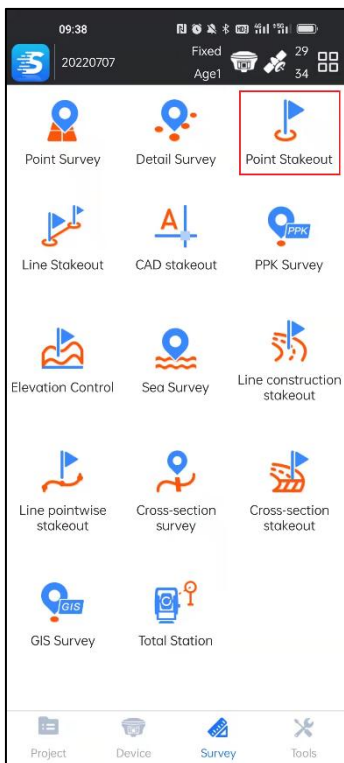 09:38
20220707
Fixed
Age1
29
34
Point Survey
Detail Survey
Point Stakeout
Line Stakeout
A
CAD stakeout
PPK
PPK Survey
Elevation Control
Sea Survey
Line construction
stakeout
Line pointwise
stakeout
Cross-section
survey
Cross-section
stakeout
GIS
GIS Survey
Total Station
Project
Device
Survey
Tools